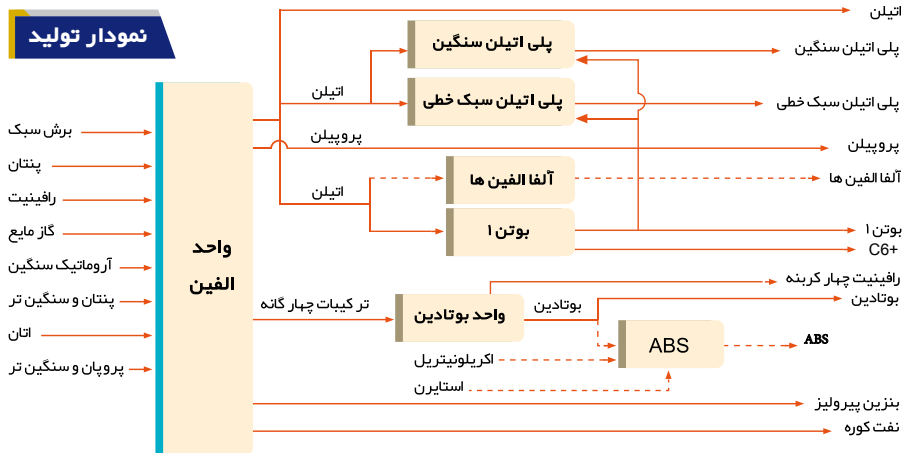 نمودار تولید
برش سبک
پنتان
رافینیت
گاز مایع
آروماتیک سنگین
پنتان و سنگین تر
اتان
پروپان و سنگین تر
واحد
الفین
اتیلن
پروپیلن
اتیلن
ترکیبات چهار گانه
پلی اتیلن سنگین
پلی اتیلن سبک خطی
آلفا الفین ها
بوتن ۱
واحد بوتادین
بوتادین
اکریلونیتریل
استایرن
ABS
اتیلن
پلی اتیلن سنگین
پلی اتیلن سبک خطی
پروپیلن
آلفا الفین ها
بوتن ۱
C6+
رافینیت چهار کربنه
بوتادین
ABS
بنزین پیرولیز
نفت کوره